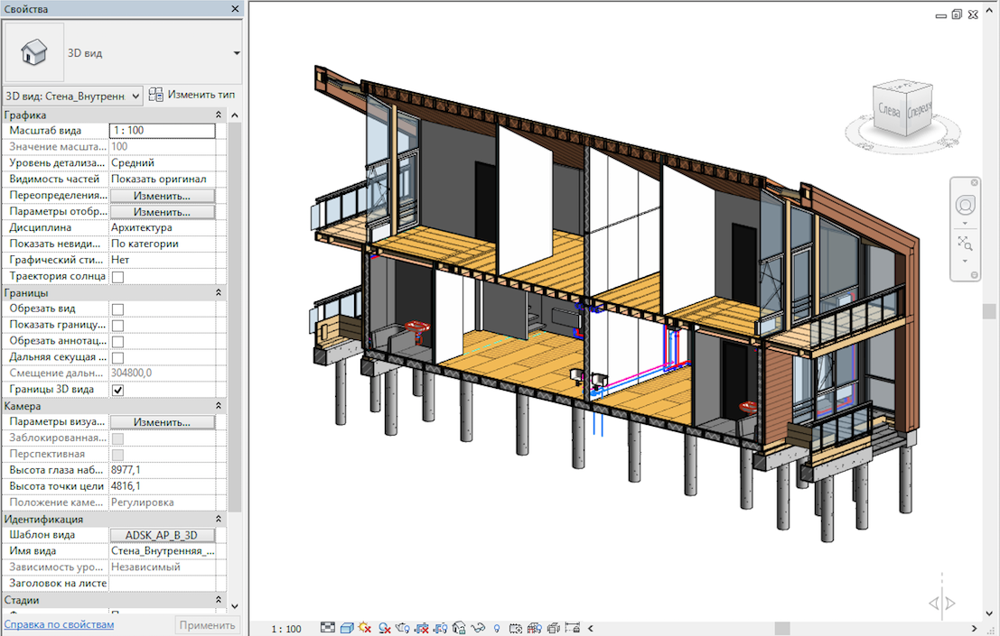 Свойства
3D вид
3D вид: Стена_Внутренн
Изменить тип
Графика
Масштаб вида 1 : 100
Значение масшта... 100
Уровень детализа... Средний
Видимость частей Показать оригинал
Переопределения... Изменить...
Параметры отобр... Изменить...
Дисциплина Архитектура
Показать невиди... По категории
Графический сти... Нет
Траектория солнца
Границы
Обрезать вид
Показать границу...
Обрезать аннотац...
Дальняя секущая ...
Смещение дальн... 304800,0
Границы 3D вида
Камера
Параметры визуа... Изменить...
Заблокированная...
Перспективная
Высота глаза наб... 8977,1
Высота точки цели 4816,1
Положение каме... Регулировка
Идентификация
Шаблон вида ADSK_АР_В_3D
Имя вида Стена_Внутренняя_...
Зависимость уро... Независимый
Заголовок на листе
Стадии
Справка по свойствам
Применить
Слева
Спереди
1 : 100